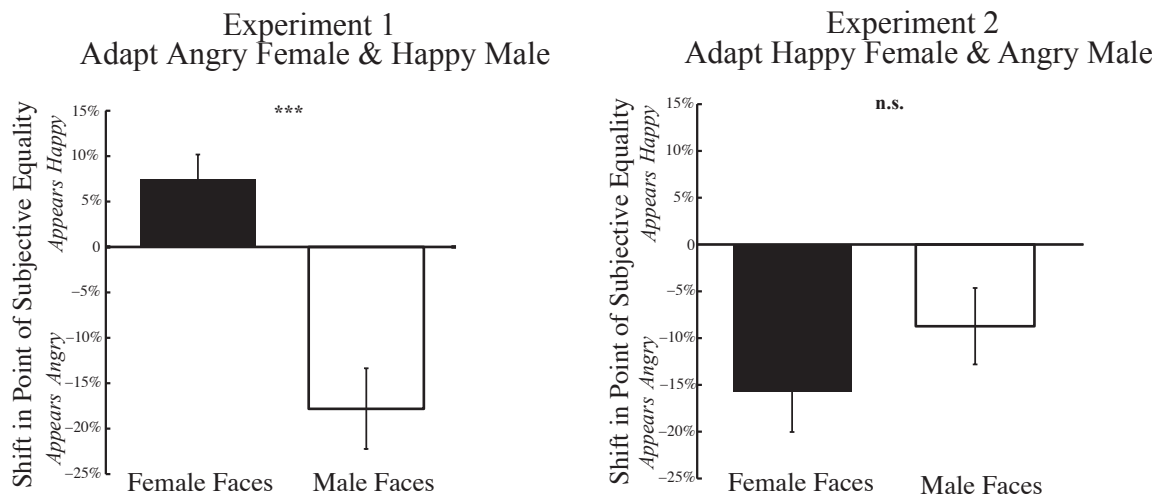 Experiment 1
Adapt Angry Female & Happy Male
Shift in Point of Subjective Equality
Appears Happy
Appears Angry
15%
10%
5%
0
–10%
–15%
–20%
–25%
***
Female Faces
Male Faces
Experiment 2
Adapt Happy Female & Angry Male
Shift in Point of Subjective Equality
Appears Happy
Appears Angry
15%
10%
5%
0
–5%
–10%
–15%
–20%
–25%
n.s.
Female Faces
Male Faces